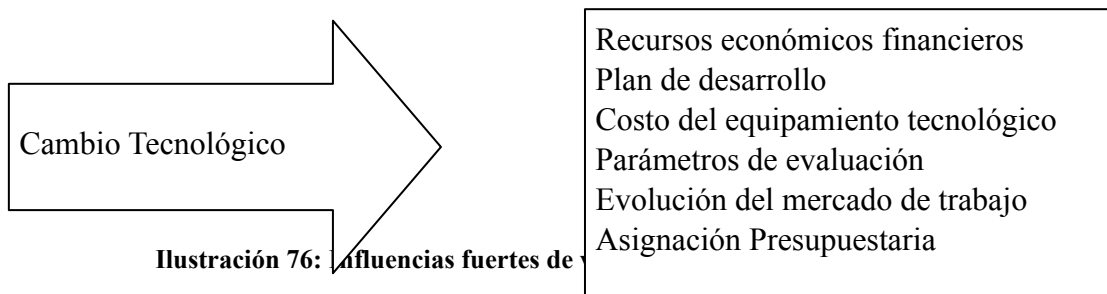 Cambio Tecnológico
Recursos económicos financieros
Plan de desarrollo
Costo del equipamiento tecnológico
Parámetros de evaluación
Evolución del mercado de trabajo
Asignación Presupuestaria
Ilustración 76: Influencias fuertes de